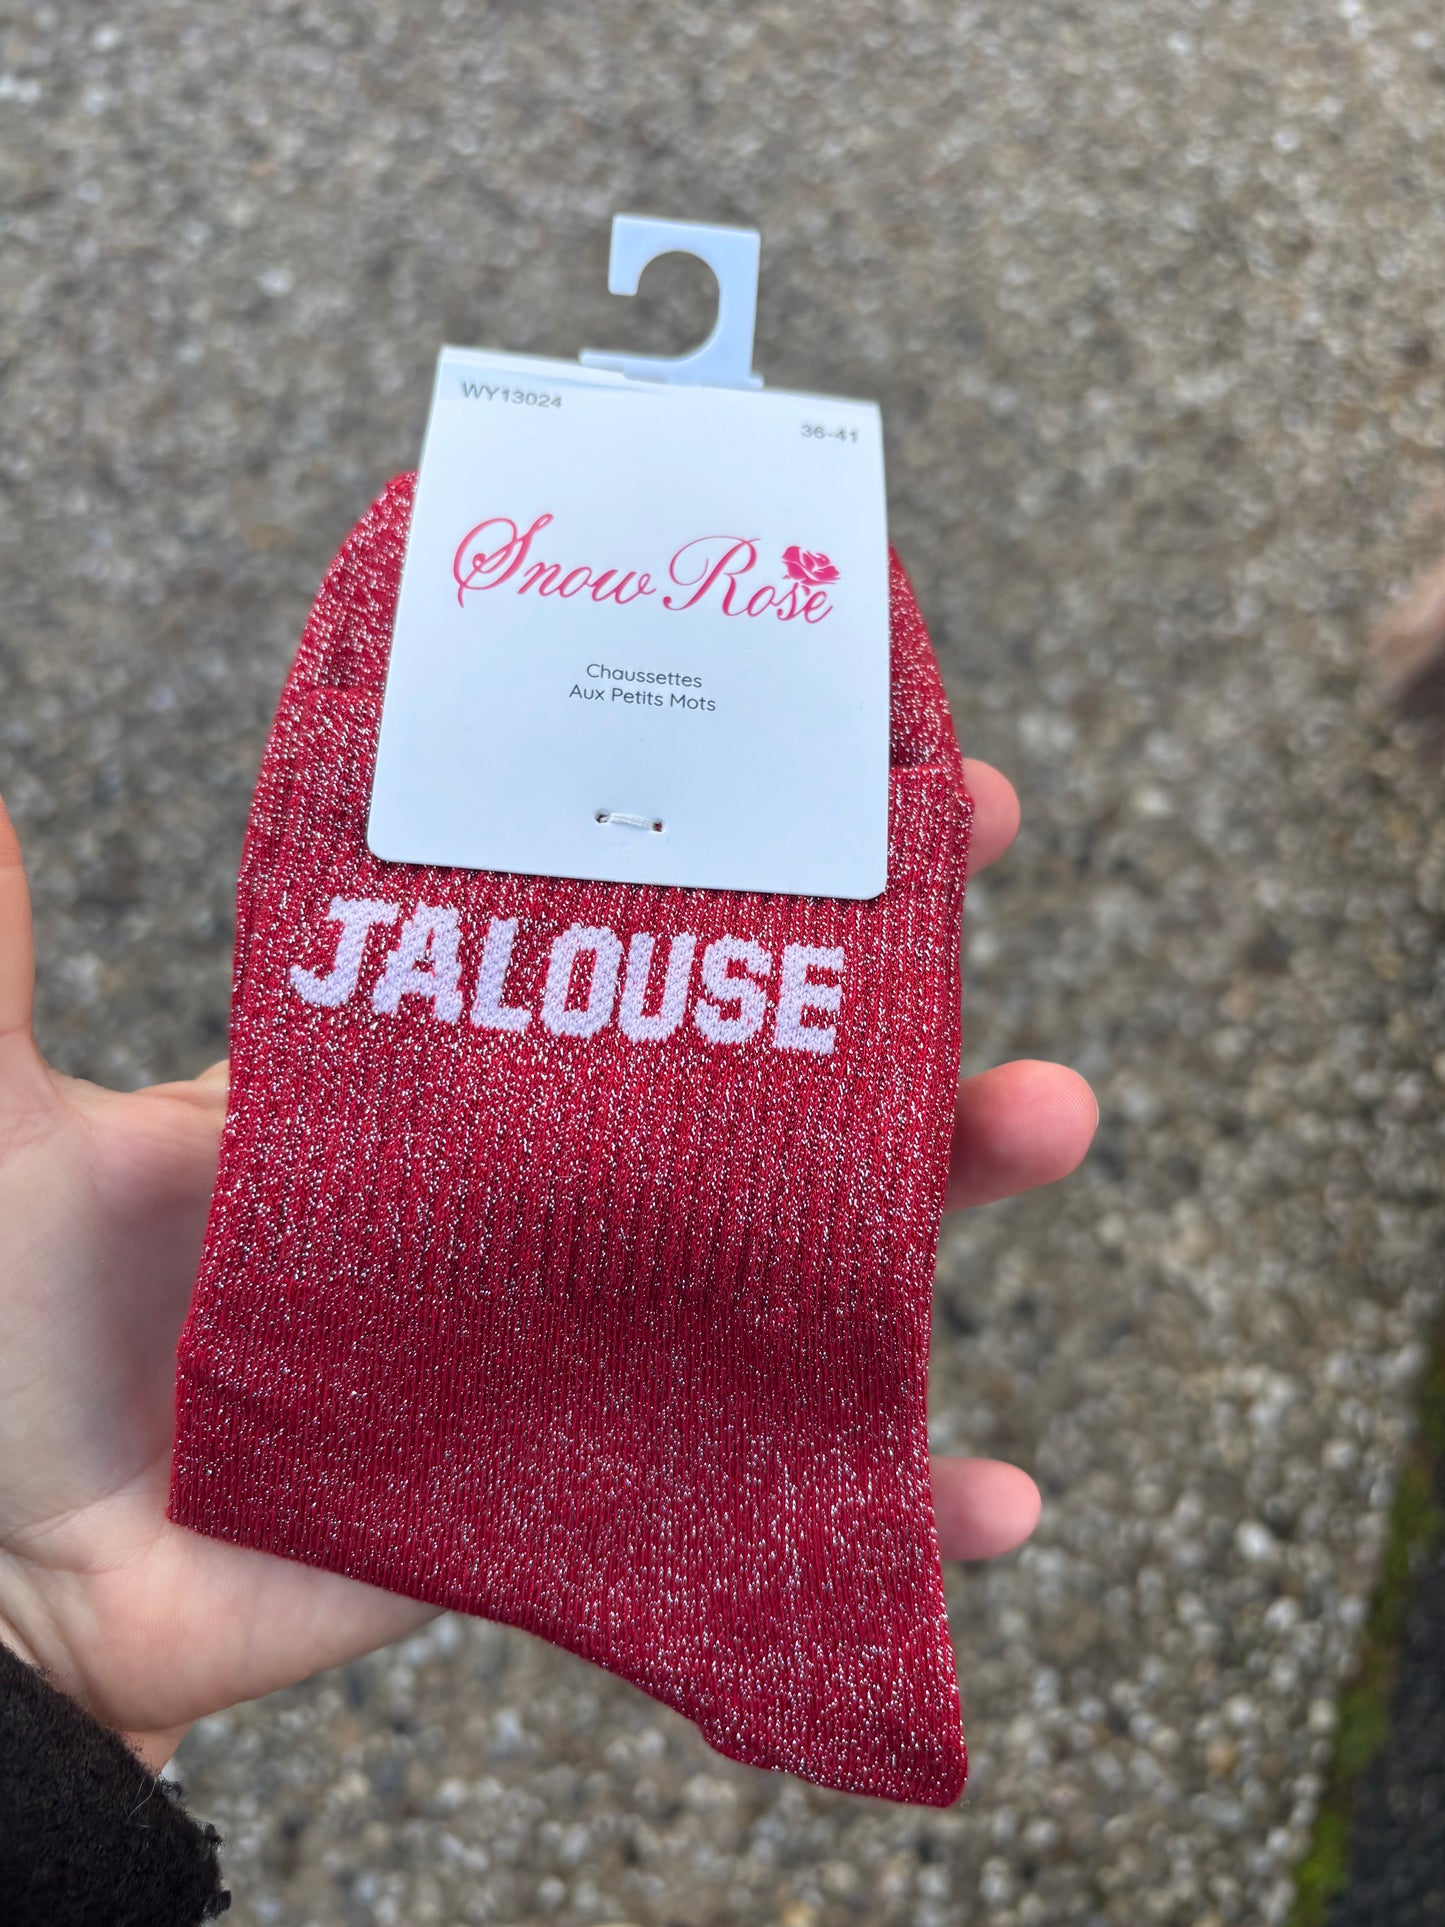 WY13024
36-41
Snow Rose
Chaussettes
Aux Petits Mots
JALOUSE